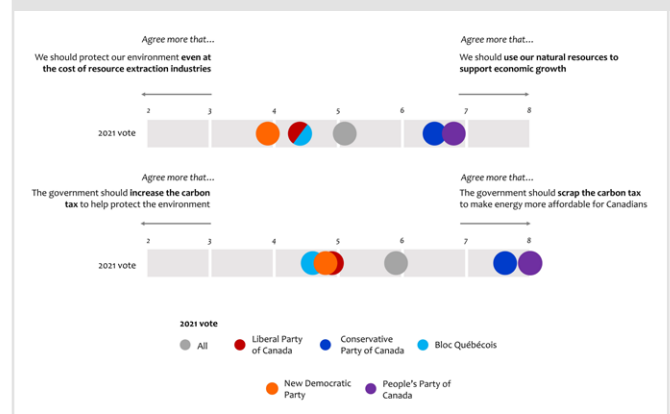 Agree more that...
We should protect our environment even at
the cost of resource extraction industries
Agree more that...
We should use our natural resources to
support economic growth
2 3 4 5 6 7 8
2021 vote
Agree more that...
The government should increase the carbon
tax to help protect the environment
Agree more that...
The government should scrap the carbon tax
to make energy more affordable for Canadians
2 3 4 5 6 7 8
2021 vote
2021 vote
All
Liberal Party
of Canada
Conservative
Party of Canada
Bloc Québécois
New Democratic
Party
People's Party of
Canada